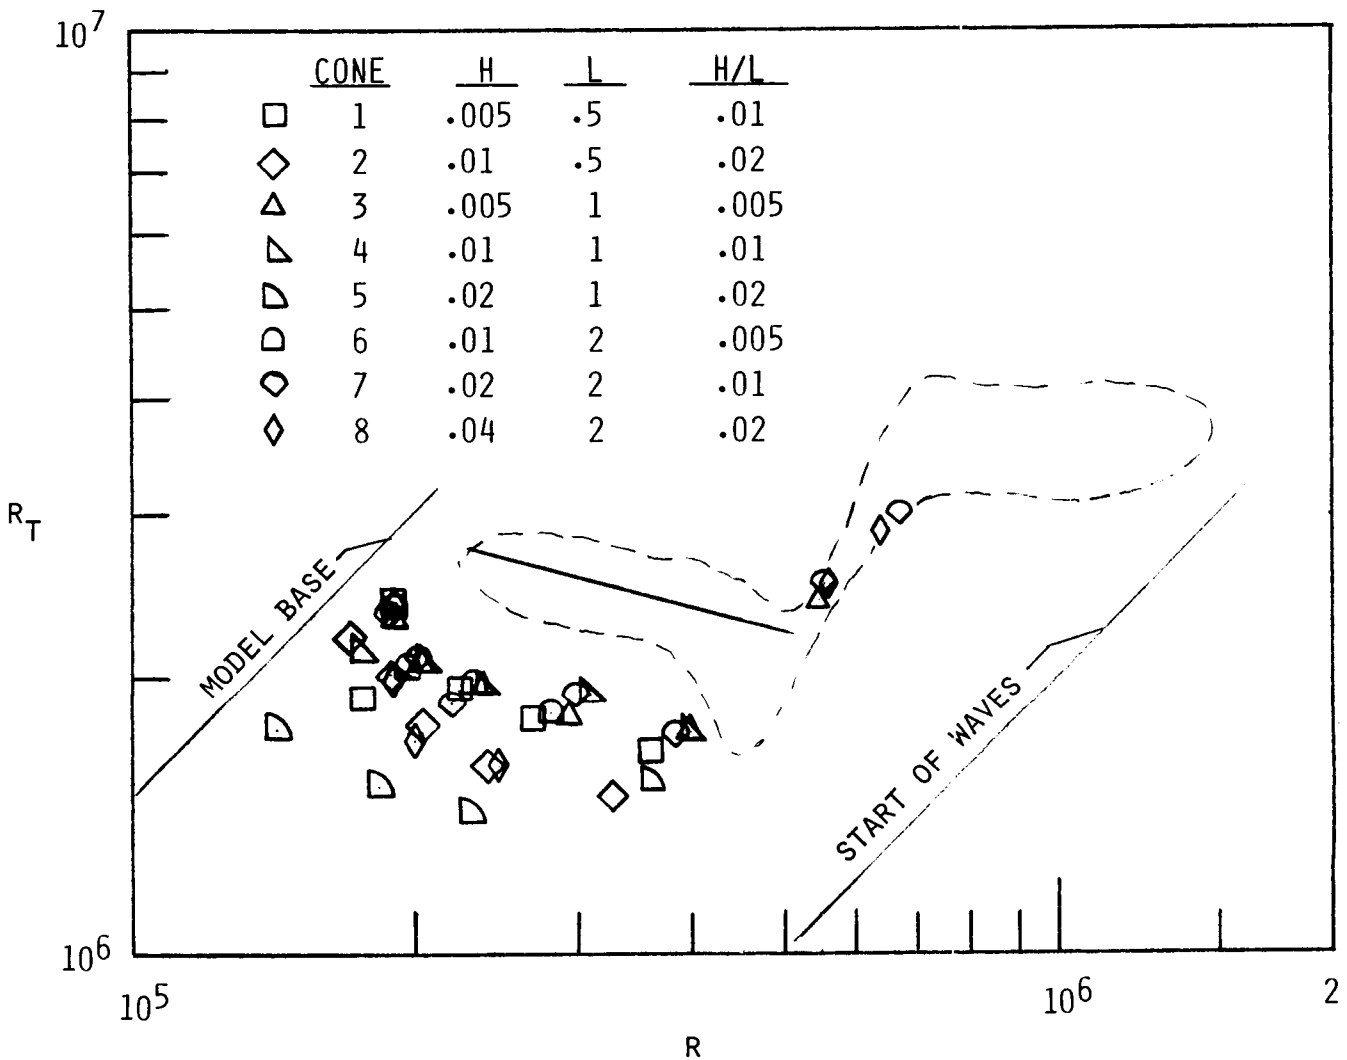 10^7
CONE H L H/L
1 .005 .5 .01
2 .01 .5 .02
3 .005 1 .005
4 .01 1 .01
5 .02 1 .02
6 .01 2 .005
7 .02 2 .01
8 .04 2 .02
R_T
MODEL BASE
START OF WAVES
10^6
10^5
10^6
2
R